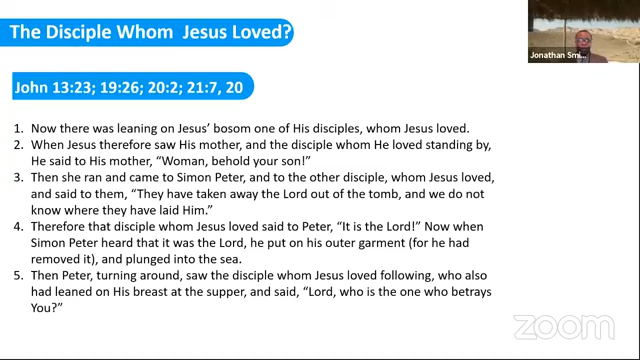 The Disciple Whom Jesus Loved?
Jonathan Smi...
John 13:23; 19:26; 20:2; 21:7, 20
1. Now there was leaning on Jesus' bosom one of His disciples, whom Jesus loved.
2. When Jesus therefore saw His mother, and the disciple whom He loved standing by,
He said to His mother, "Woman, behold your son!"
3. Then she ran and came to Simon Peter, and to the other disciple, whom Jesus loved,
and said to them, "They have taken away the Lord out of the tomb, and we do not
know where they have laid Him."
4. Therefore that disciple whom Jesus loved said to Peter, "It is the Lord!" Now when
Simon Peter heard that it was the Lord, he put on his outer garment (for he had
removed it), and plunged into the sea.
5. Then Peter, turning around, saw the disciple whom Jesus loved following, who also
had leaned on His breast at the supper, and said, "Lord, who is the one who betrays
You?"
zoom